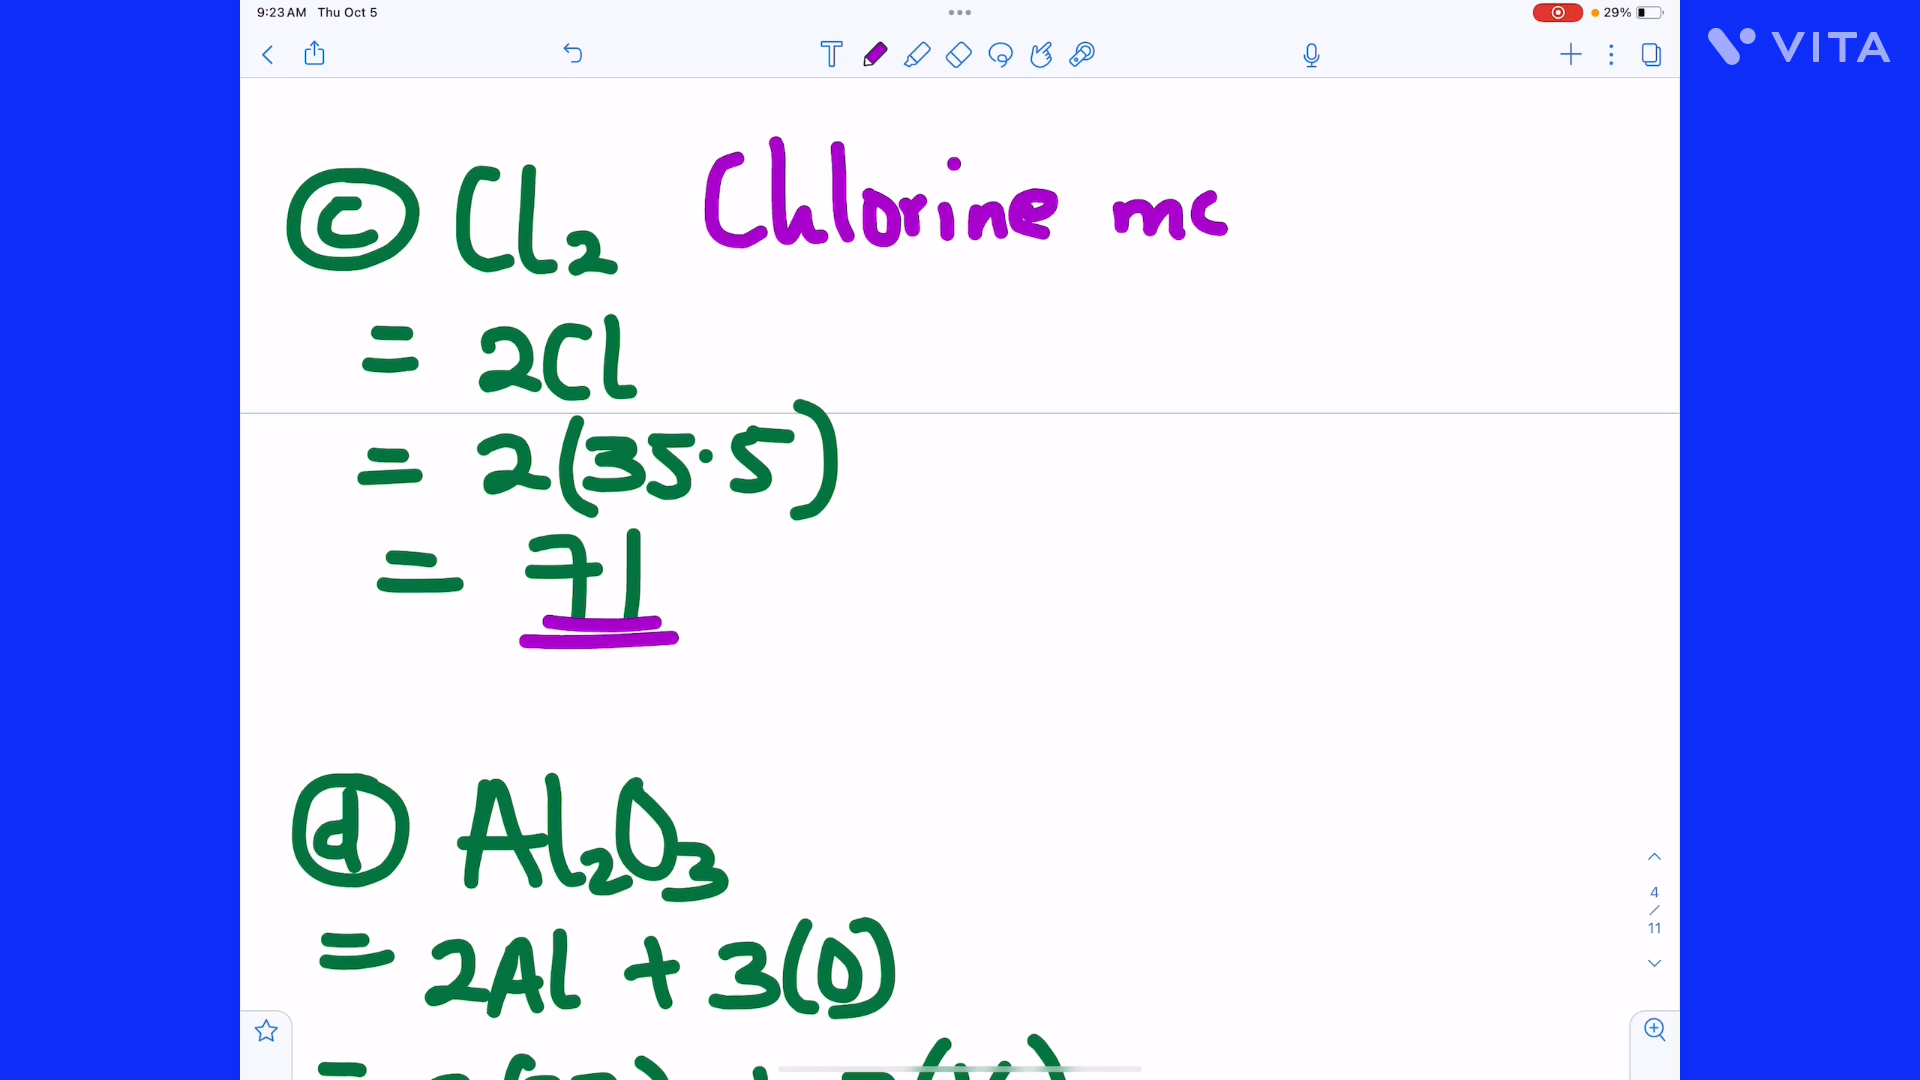 9:23 AM Thu Oct 5
29%
VITA
c Cl₂ Chlorine mc
= 2Cl
= 2(35.5)
= 71
d Al₂O₃
= 2Al + 3(O)
4
/
11